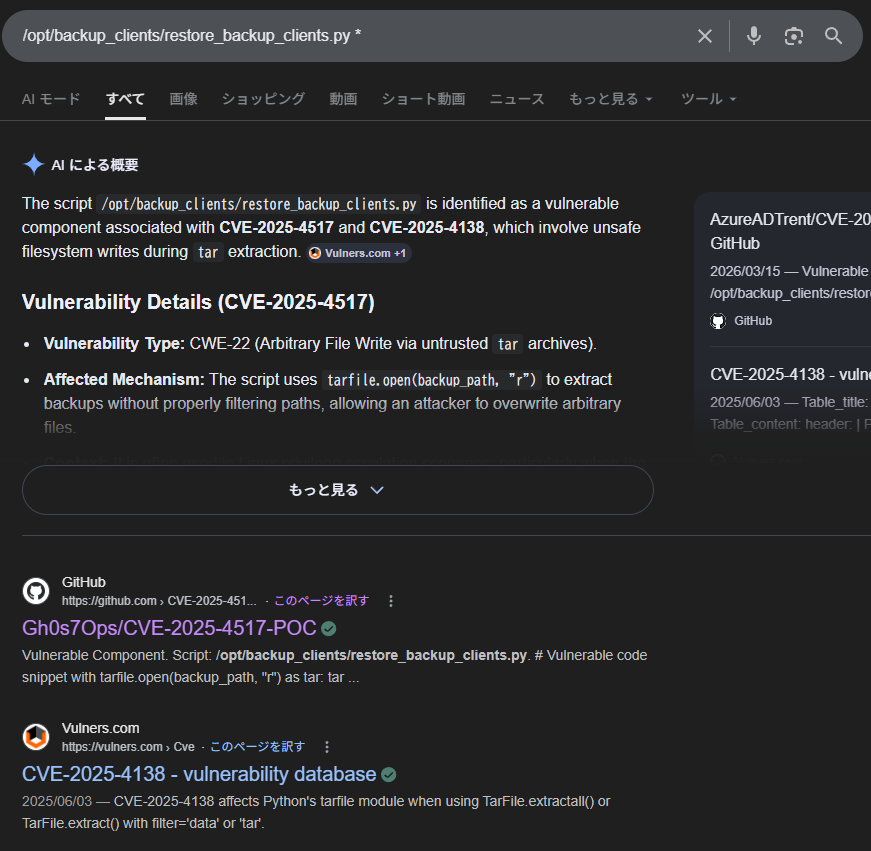 /opt/backup_clients/restore_backup_clients.py *
AI モード すべて 画像 ショッピング 動画 ショート動画 ニュース もっと見る ツール
AI による概要
The script /opt/backup_clients/restore_backup_clients.py is identified as a vulnerable
component associated with CVE-2025-4517 and CVE-2025-4138, which involve unsafe
filesystem writes during tar extraction. Vulners.com +1
Vulnerability Details (CVE-2025-4517)
• Vulnerability Type: CWE-22 (Arbitrary File Write via untrusted tar archives).
• Affected Mechanism: The script uses tarfile.open(backup_path, "r") to extract
backups without properly filtering paths, allowing an attacker to overwrite arbitrary
files.
もっと見る
AzureADTrent/CVE-20
GitHub
2026/03/15 — Vulnerable
/opt/backup_clients/restor
GitHub
CVE-2025-4138 - vulne
2025/06/03 — Table_title:
Table_content: header: | F
GitHub
https://github.com › CVE-2025-451... · このページを訳す
Gh0s7Ops/CVE-2025-4517-POC
Vulnerable Component. Script: /opt/backup_clients/restore_backup_clients.py. # Vulnerable code
snippet with tarfile.open(backup_path, "r") as tar: tar ...
Vulners.com
https://vulners.com › Cve · このページを訳す
CVE-2025-4138 - vulnerability database
2025/06/03 — CVE-2025-4138 affects Python's tarfile module when using TarFile.extractall() or
TarFile.extract() with filter='data' or 'tar'.